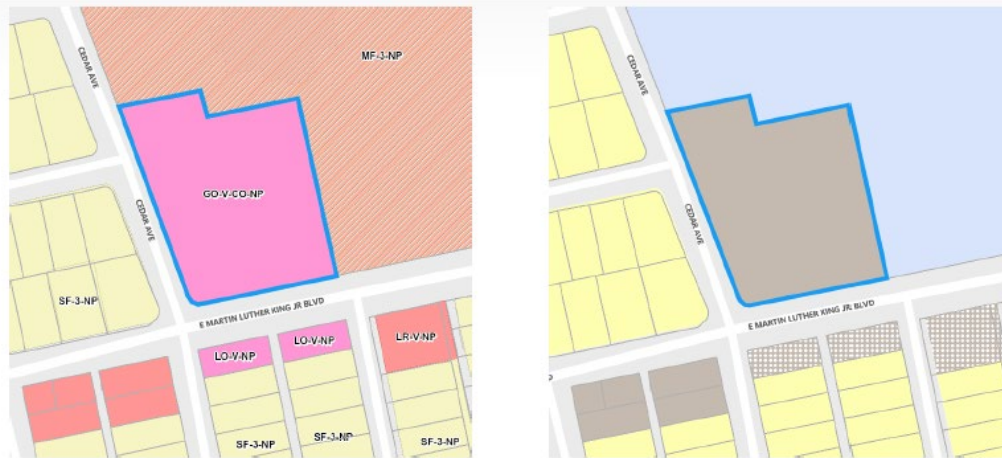 CEDAR AVE
MF-3-NP
GO-V-CO-NP
CEDAR AVE
SF-3-NP
E MARTIN LUTHER KING JR BLVD
LO-V-NP
LO-V-NP
LR-V-NP
SF-3-NP
SF-3-NP
SF-3-NP
CEDAR AVE
CEDAR AVE
E MARTIN LUTHER KING JR BLVD